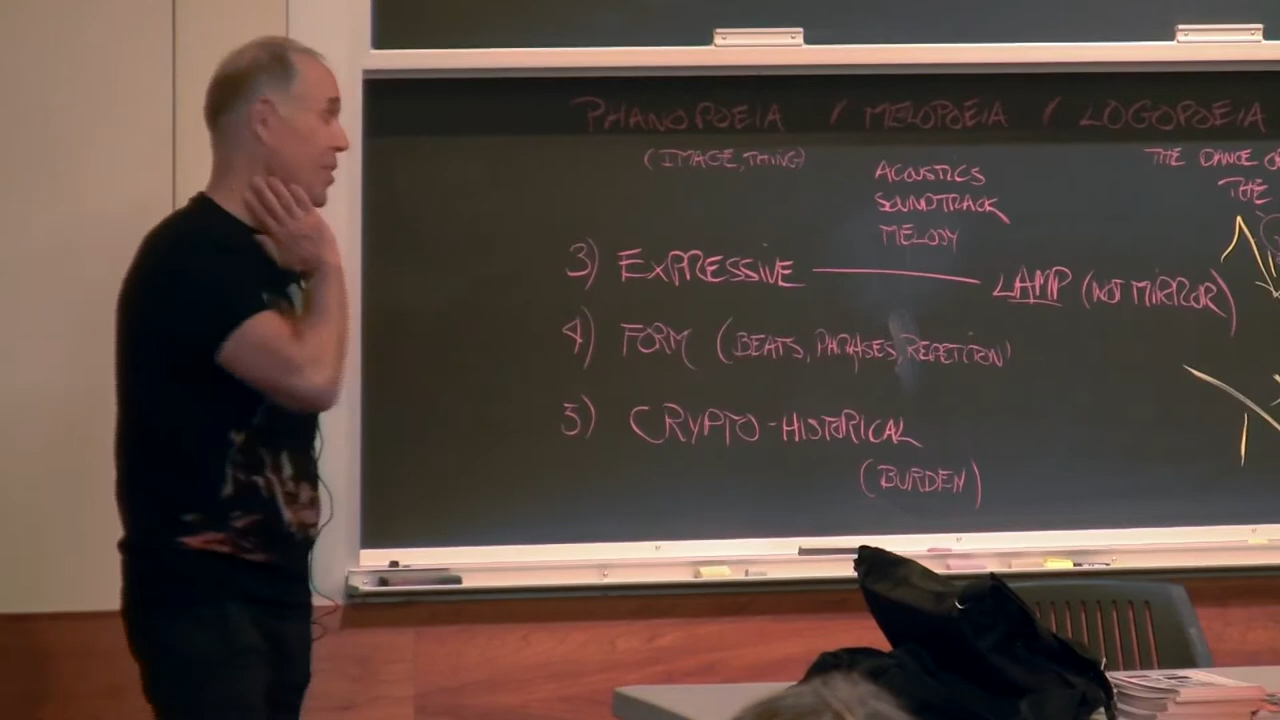 PHANOPOEIA / MELOPOEIA / LOGOPOEIA
(IMAGE, THING)
ACOUSTICS
SOUNDTRACK
MELODY
THE DANCE
THE
3) EXPRESSIVE — LAMP (NOT MIRROR)
4) FORM (BEATS, PHRASES, REPETITION)
5) CRYPTO-HISTORICAL
(BURDEN)